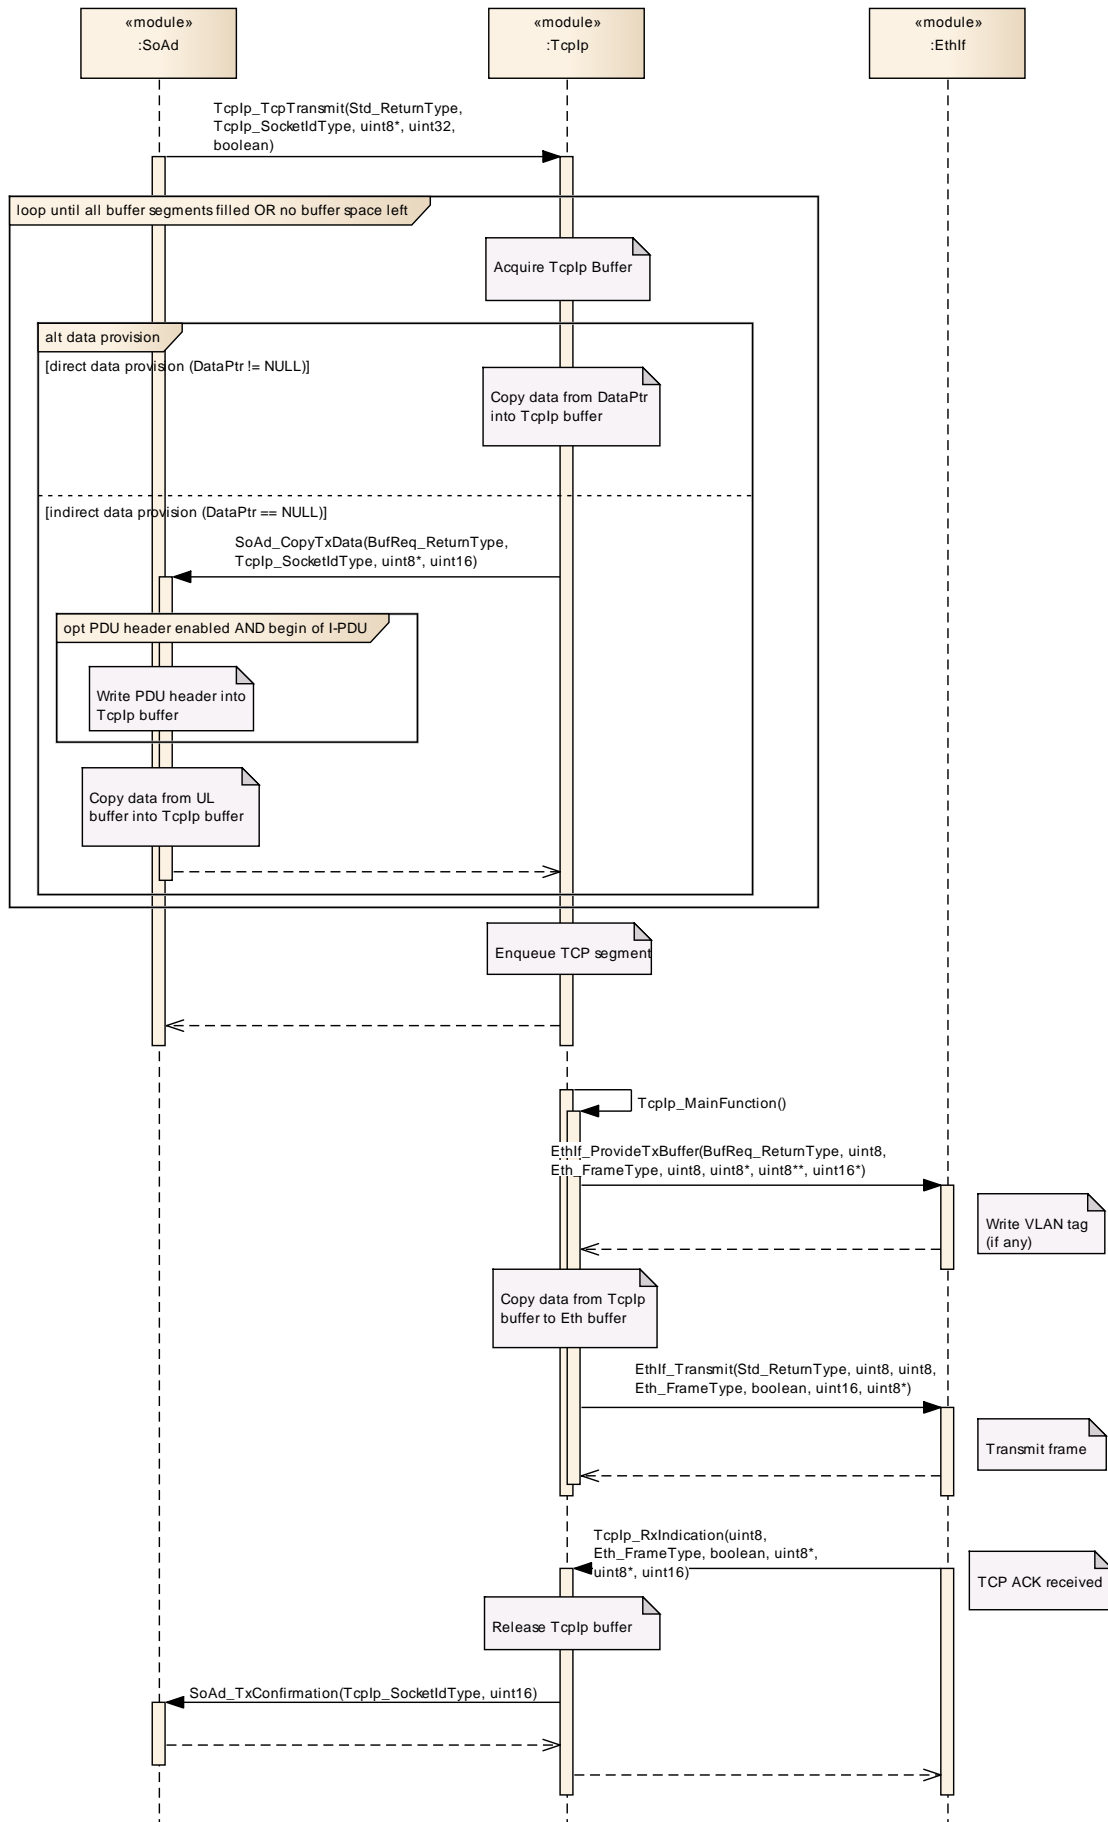 «module»
:SoAd
«module»
:TcpIp
«module»
:EthIf
TcpIp_TcpTransmit(Std_ReturnType,
TcpIp_SocketIdType, uint8*, uint32,
boolean)
loop until all buffer segments filled OR no buffer space left
Acquire TcpIp Buffer
alt data provision
[direct data provision (DataPtr != NULL)]
Copy data from DataPtr
into TcpIp buffer
[indirect data provision (DataPtr == NULL)]
SoAd_CopyTxData(BufReq_ReturnType,
TcpIp_SocketIdType, uint8*, uint16)
opt PDU header enabled AND begin of I-PDU
Write PDU header into
TcpIp buffer
Copy data from UL
buffer into TcpIp buffer
Enqueue TCP segment
TcpIp_MainFunction()
EthIf_ProvideTxBuffer(BufReq_ReturnType, uint8,
Eth_FrameType, uint8, uint8*, uint8**, uint16*)
Write VLAN tag
(if any)
Copy data from TcpIp
buffer to Eth buffer
EthIf_Transmit(Std_ReturnType, uint8, uint8,
Eth_FrameType, boolean, uint16, uint8*)
Transmit frame
TcpIp_RxIndication(uint8,
Eth_FrameType, boolean, uint8*,
uint8*, uint16)
TCP ACK received
Release TcpIp buffer
SoAd_TxConfirmation(TcpIp_SocketIdType, uint16)